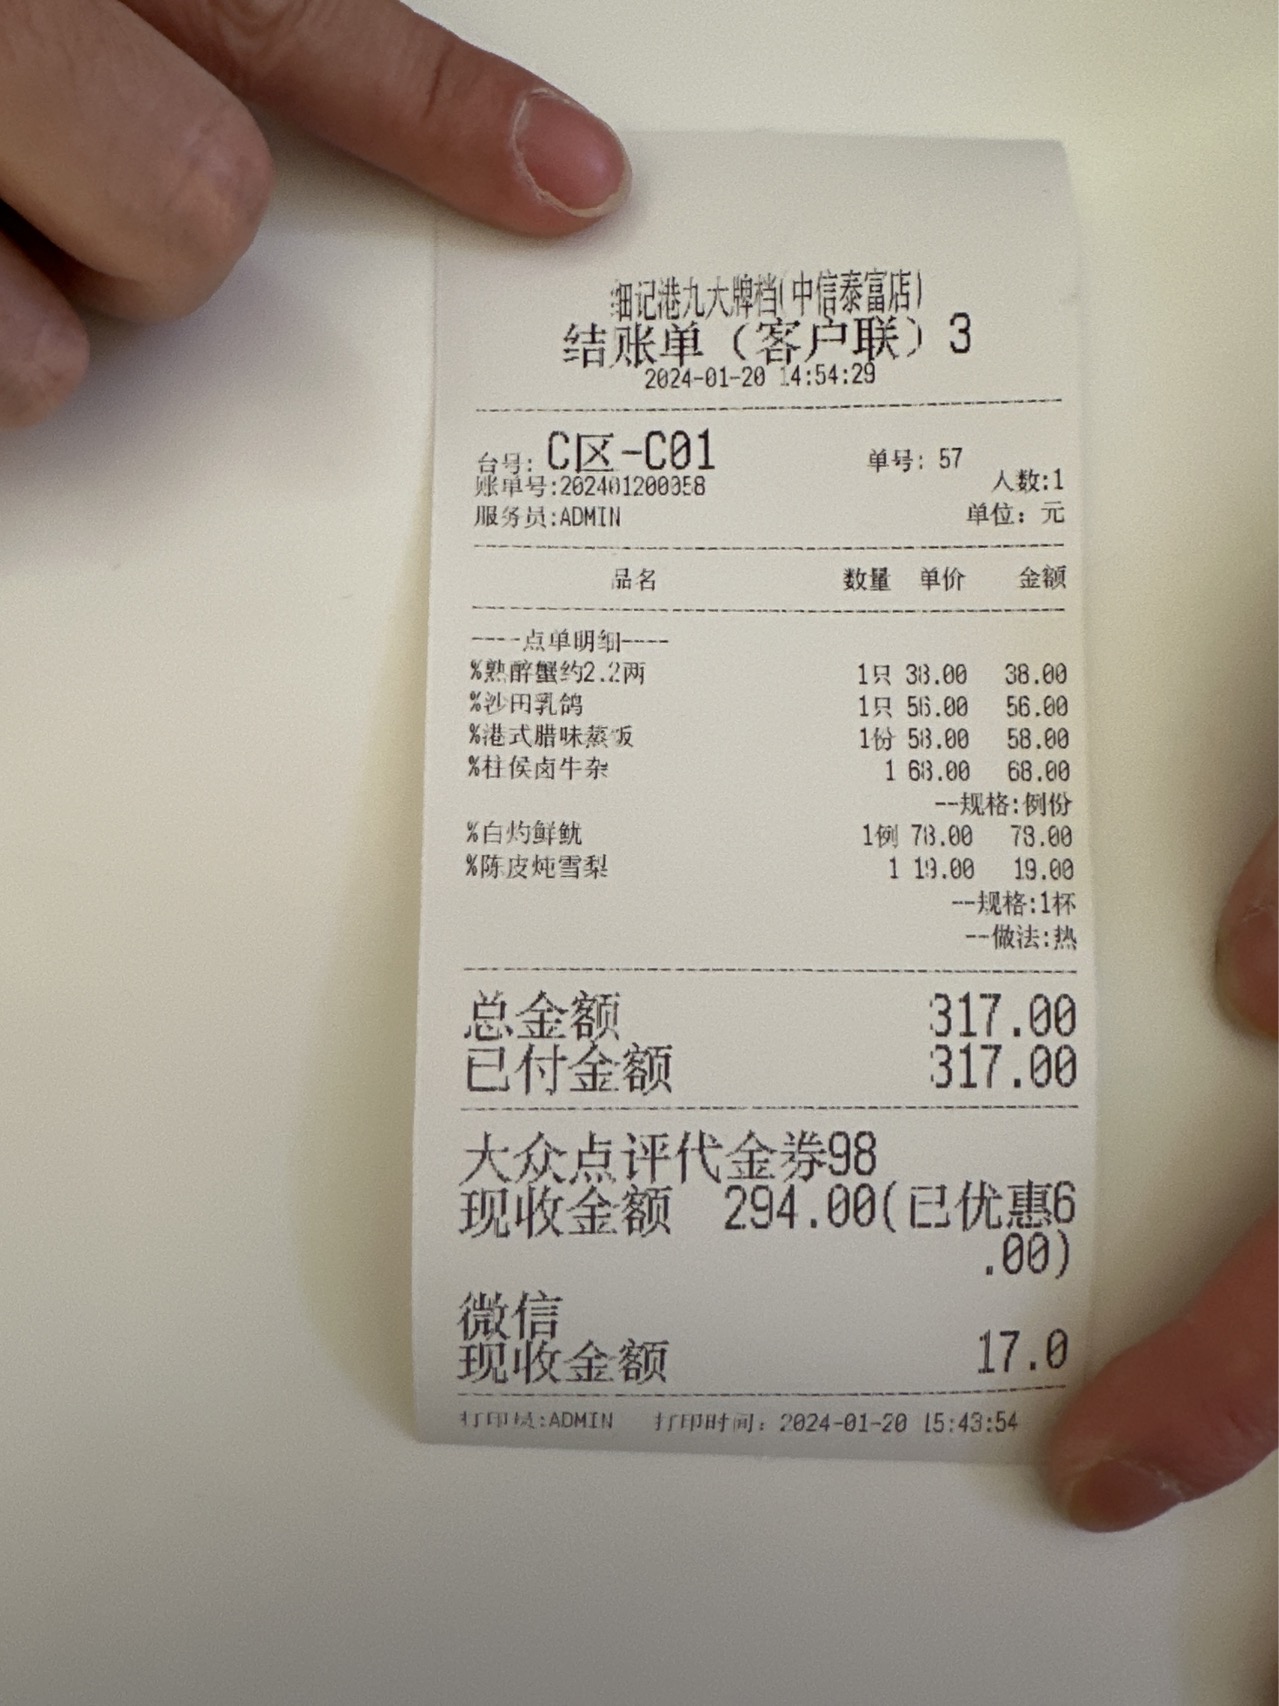 细记港九大牌档(中信泰富店)
结账单（客户联）3
2024-01-20 14:54:29
台号: C区-C01 单号: 57
账单号:202401200058 人数:1
服务员:ADMIN 单位: 元
品名 数量 单价 金额
----点单明细----
%熟醉蟹约2.2两 1只 38.00 38.00
%沙田乳鸽 1只 56.00 56.00
%港式腊味蒸饭 1份 58.00 58.00
%柱侯卤牛杂 1 68.00 68.00
--规格:例份
%白灼鲜鱿 1例 78.00 78.00
%陈皮炖雪梨 1 19.00 19.00
--规格:1杯
--做法:热
总金额 317.00
已付金额 317.00
大众点评代金券98
现收金额 294.00(已优惠6
.00)
微信
现收金额 17.0
打印员:ADMIN 打印时间: 2024-01-20 15:43:54